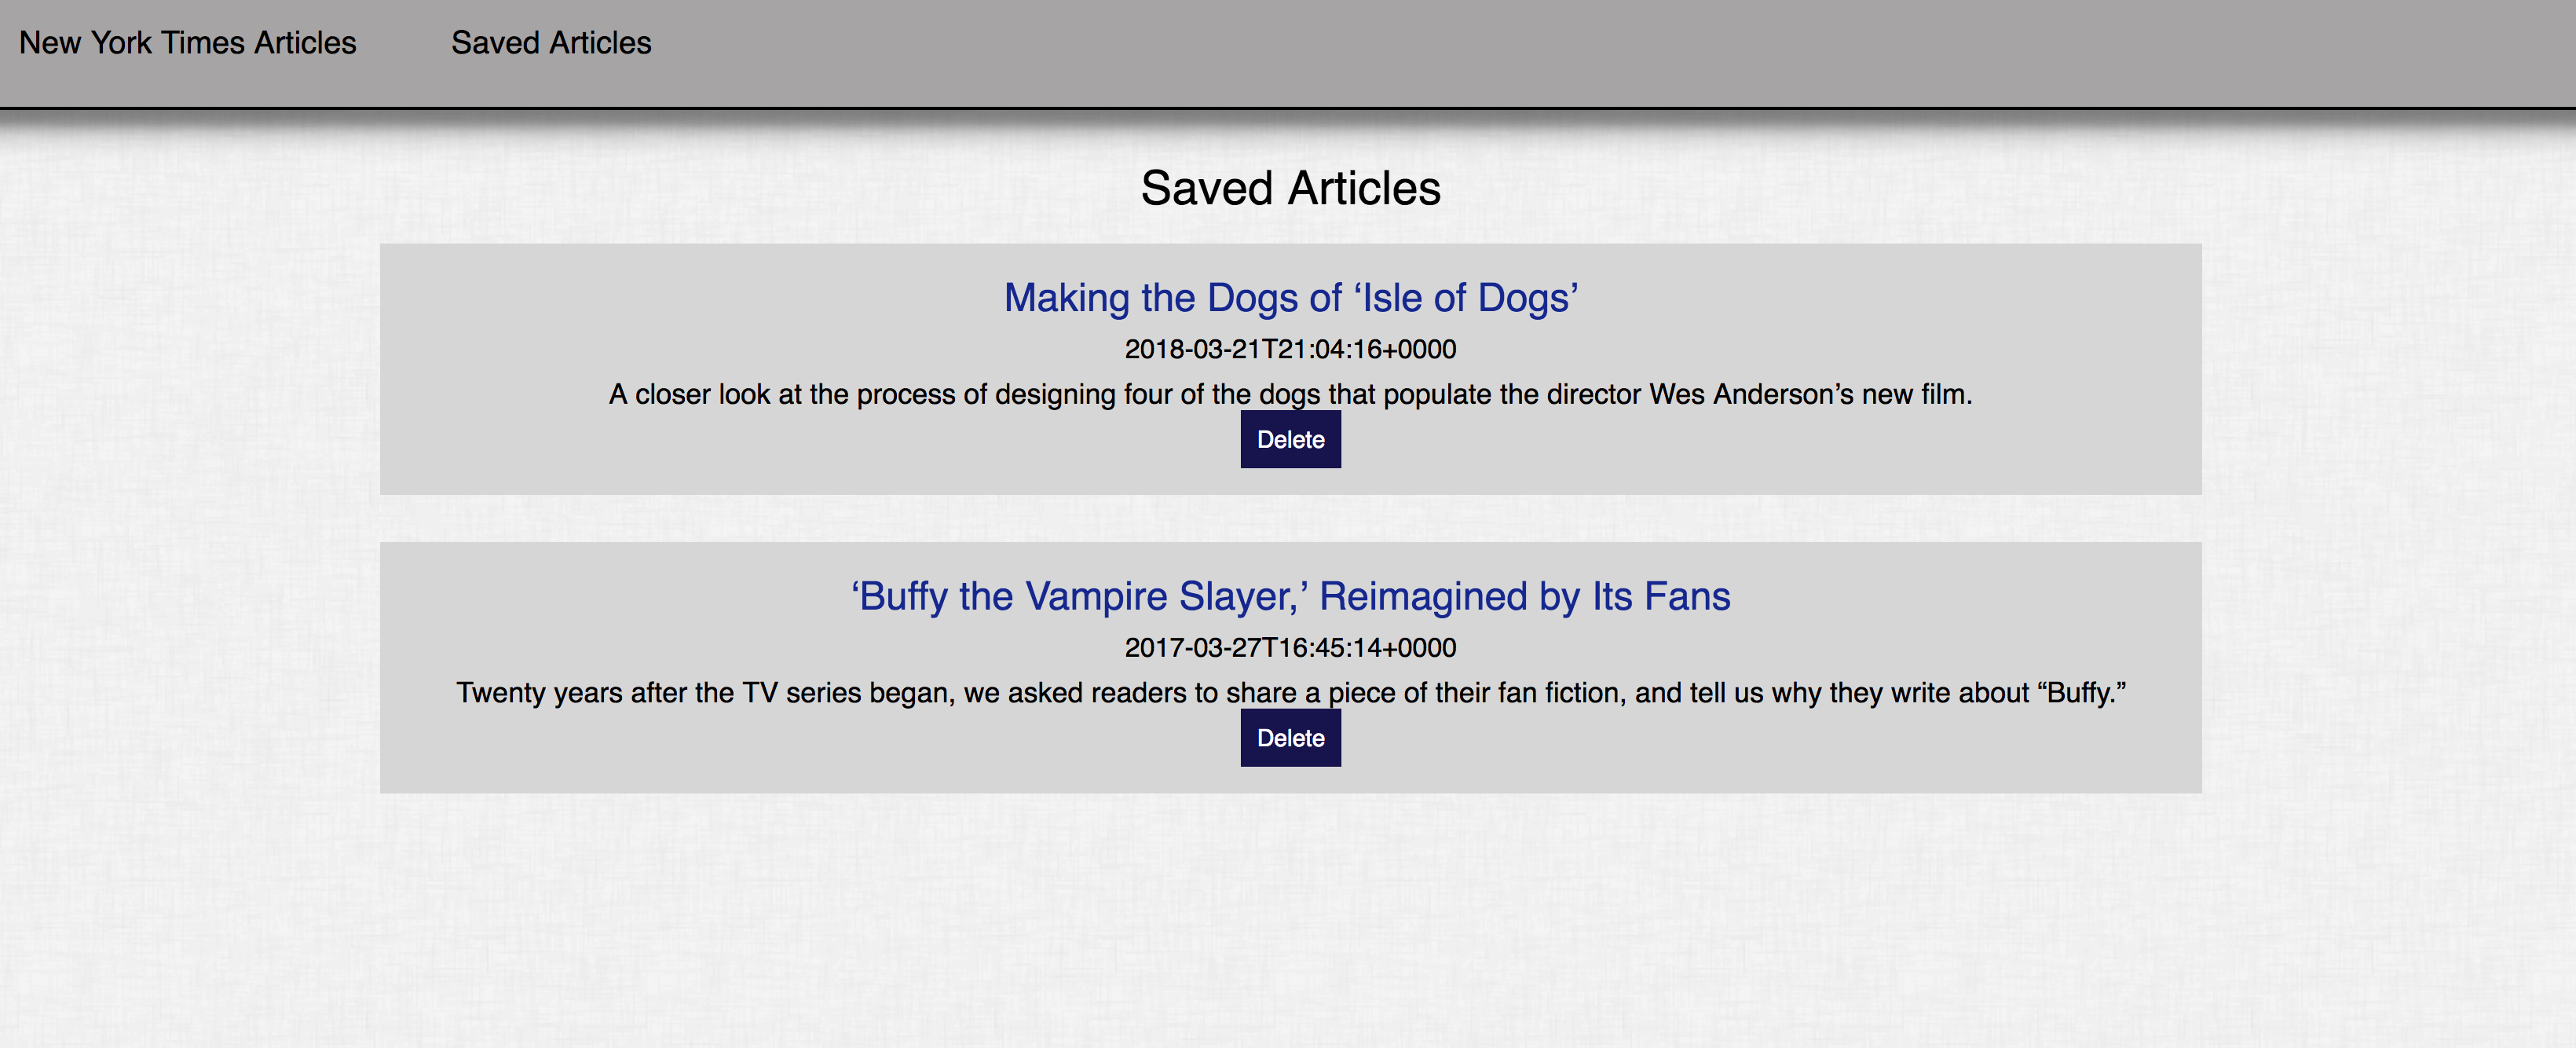 New York Times Articles Saved Articles
Saved Articles
Making the Dogs of ‘Isle of Dogs’
2018-03-21T21:04:16+0000
A closer look at the process of designing four of the dogs that populate the director Wes Anderson’s new film.
Delete
‘Buffy the Vampire Slayer,’ Reimagined by Its Fans
2017-03-27T16:45:14+0000
Twenty years after the TV series began, we asked readers to share a piece of their fan fiction, and tell us why they write about “Buffy.”
Delete